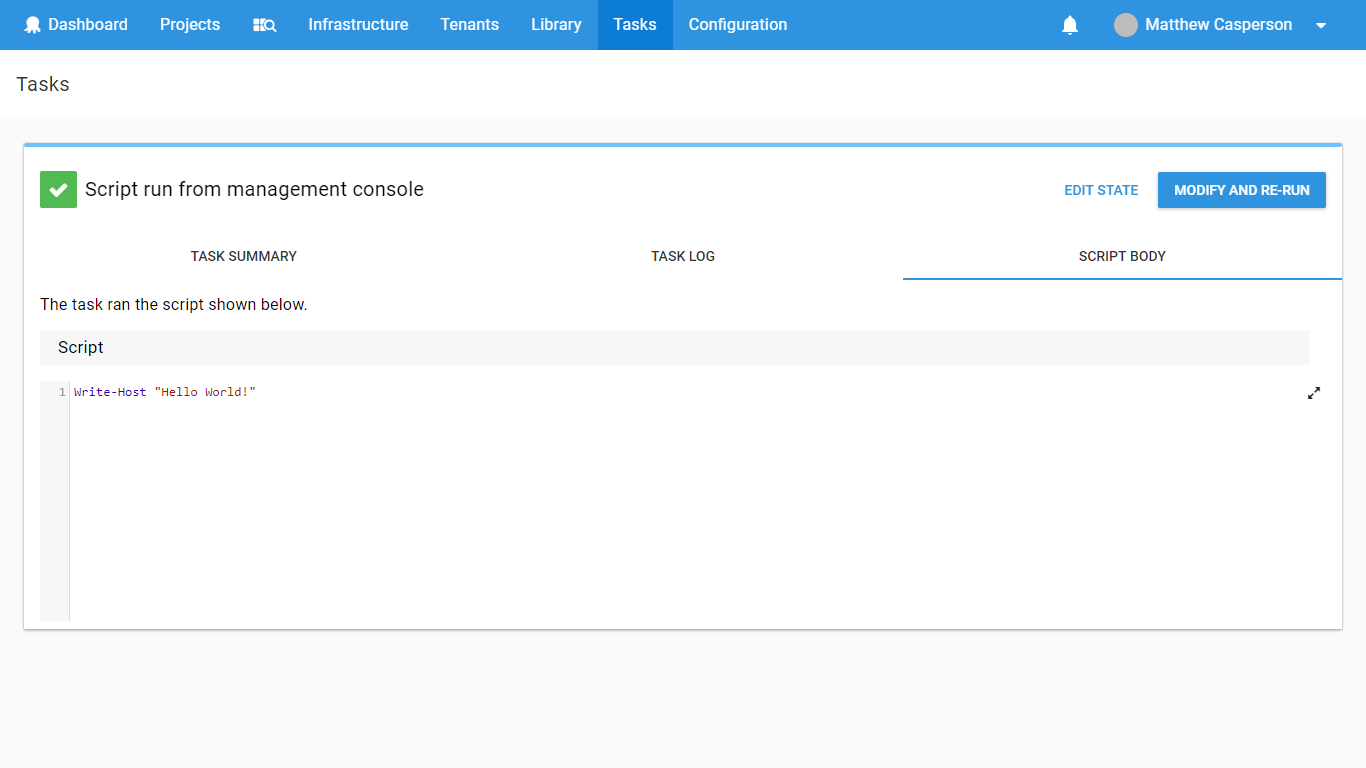 Dashboard Projects Infrastructure Tenants Library Tasks Configuration Matthew Casperson
Tasks
Script run from management console EDIT STATE MODIFY AND RE-RUN
TASK SUMMARY TASK LOG SCRIPT BODY
The task ran the script shown below.
Script
1 Write-Host "Hello World!"